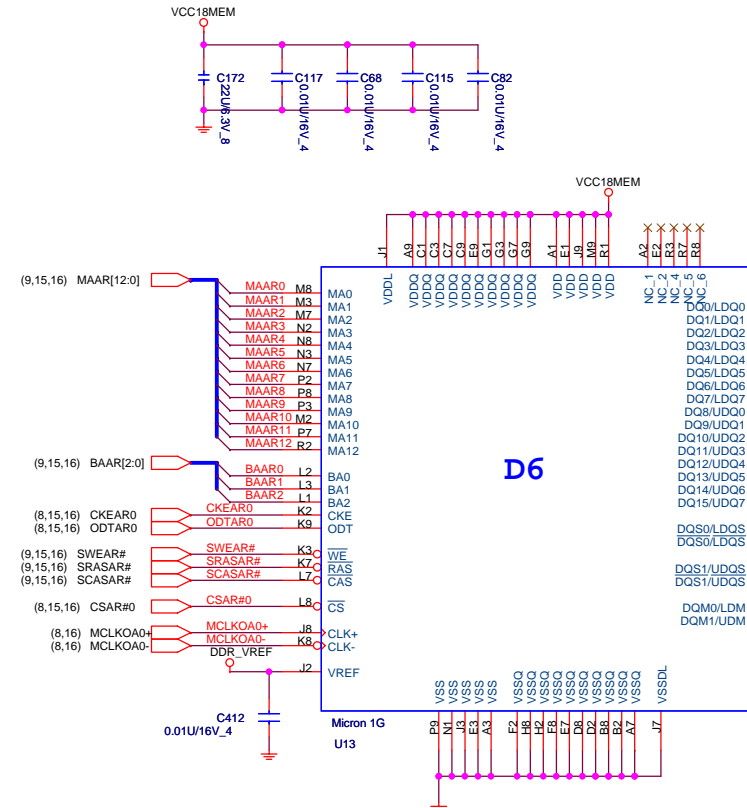 VCC18MEM
C172
22U/6.3V_8
C117
0.01U/16V_4
C68
0.01U/16V_4
C115
0.01U/16V_4
C82
0.01U/16V_4
VCC18MEM
J1 A9 C1 C3 C7 C9 E9 G1 G3 G7 G9 A1 E1 J9 M9 R1 A2 E2 R3 R7 R8
VDDL VDDQ VDDQ VDDQ VDDQ VDDQ VDDQ VDDQ VDDQ VDDQ VDDQ VDD VDD VDD VDD VDD NC_1 NC_2 NC_4 NC_5 NC_6
(9,15,16) MAAR[12:0]
MAAR0 M8 MA0
MAAR1 M3 MA1
MAAR2 M7 MA2
MAAR3 N2 MA3
MAAR4 N8 MA4
MAAR5 N3 MA5
MAAR6 N7 MA6
MAAR7 P2 MA7
MAAR8 P8 MA8
MAAR9 P3 MA9
MAAR10 M2 MA10
MAAR11 P7 MA11
MAAR12 R2 MA12
(9,15,16) BAAR[2:0]
BAAR0 L2 BA0
BAAR1 L3 BA1
BAAR2 L1 BA2
(8,15,16) CKEAR0 CKEAR0 K2 CKE
(8,15,16) ODTAR0 ODTAR0 K9 ODT
(9,15,16) SWEAR# SWEAR# K3 WE
(9,15,16) SRASAR# SRASAR# K7 RAS
(9,15,16) SCASAR# SCASAR# L7 CAS
(8,15,16) CSAR#0 CSAR#0 L8 CS
(8,16) MCLKOA0+ MCLKOA0+ J8 CLK+
(8,16) MCLKOA0- MCLKOA0- K8 CLK-
DDR_VREF J2 VREF
C412
0.01U/16V_4
D6
DQ0/LDQ0
DQ1/LDQ1
DQ2/LDQ2
DQ3/LDQ3
DQ4/LDQ4
DQ5/LDQ5
DQ6/LDQ6
DQ7/LDQ7
DQ8/UDQ0
DQ9/UDQ1
DQ10/UDQ2
DQ11/UDQ3
DQ12/UDQ4
DQ13/UDQ5
DQ14/UDQ6
DQ15/UDQ7
DQS0/LDQS
DQS0/LDQS
DQS1/UDQS
DQS1/UDQS
DQM0/LDM
DQM1/UDM
VSS VSS VSS VSS VSS VSSQ VSSQ VSSQ VSSQ VSSQ VSSQ VSSQ VSSQ VSSQ VSSQ VSSDL
P9 N1 J3 E3 A3 F2 H8 H2 F8 E7 D8 D2 B8 B2 A7 J7
Micron 1G
U13